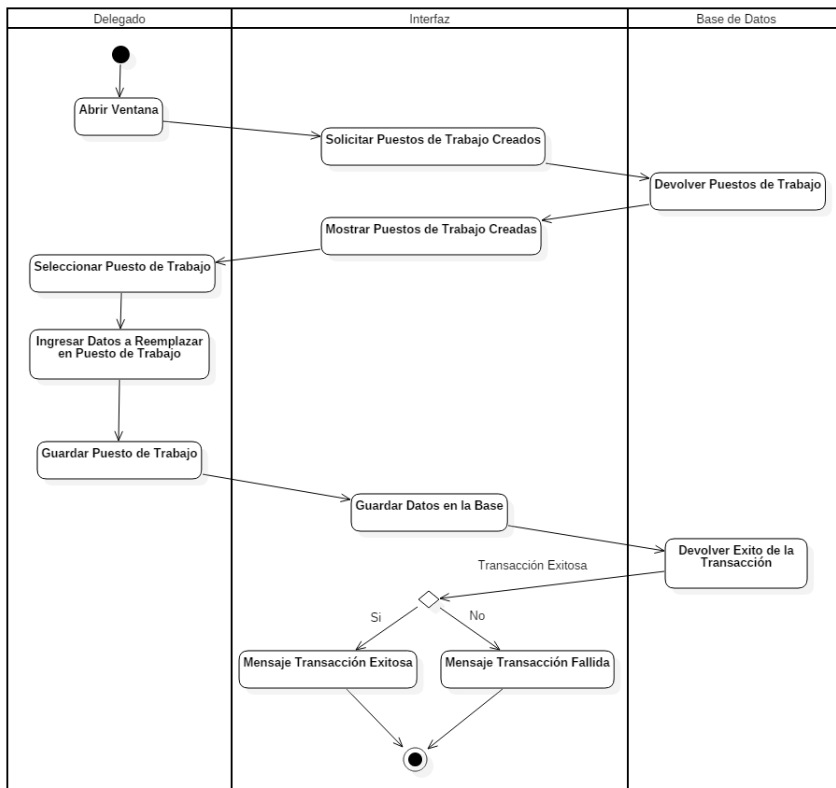 Delegado
Interfaz
Base de Datos
Abrir Ventana
Solicitar Puestos de Trabajo Creados
Devolver Puestos de Trabajo
Mostrar Puestos de Trabajo Creadas
Seleccionar Puesto de Trabajo
Ingresar Datos a Reemplazar
en Puesto de Trabajo
Guardar Puesto de Trabajo
Guardar Datos en la Base
Devolver Exito de la
Transacción
Transacción Exitosa
Si
No
Mensaje Transacción Exitosa
Mensaje Transacción Fallida